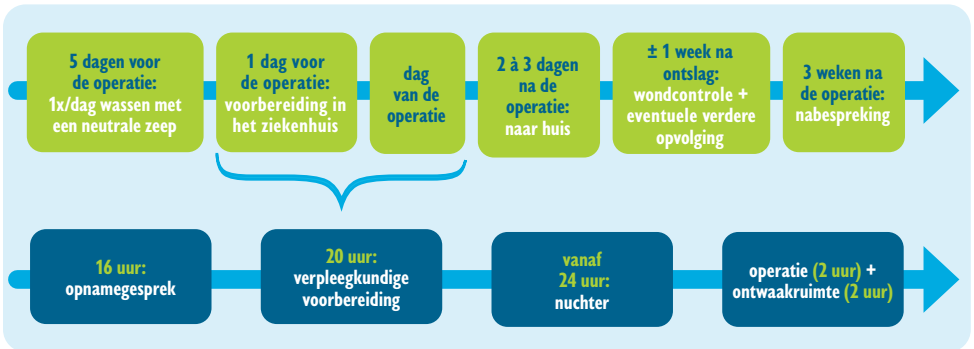 5 dagen voor
de operatie:
1x/dag wassen met
een neutrale zeep
1 dag voor
de operatie:
voorbereiding in
het ziekenhuis
dag
van de
operatie
2 à 3 dagen
na de
operatie:
naar huis
± 1 week na
ontslag:
wondcontrole +
eventuele verdere
opvolging
3 weken na
de operatie:
nabespreking
16 uur:
opnamegesprek
20 uur:
verpleegkundige
voorbereiding
vanaf
24 uur:
nuchter
operatie (2 uur) +
ontwaakruimte (2 uur)